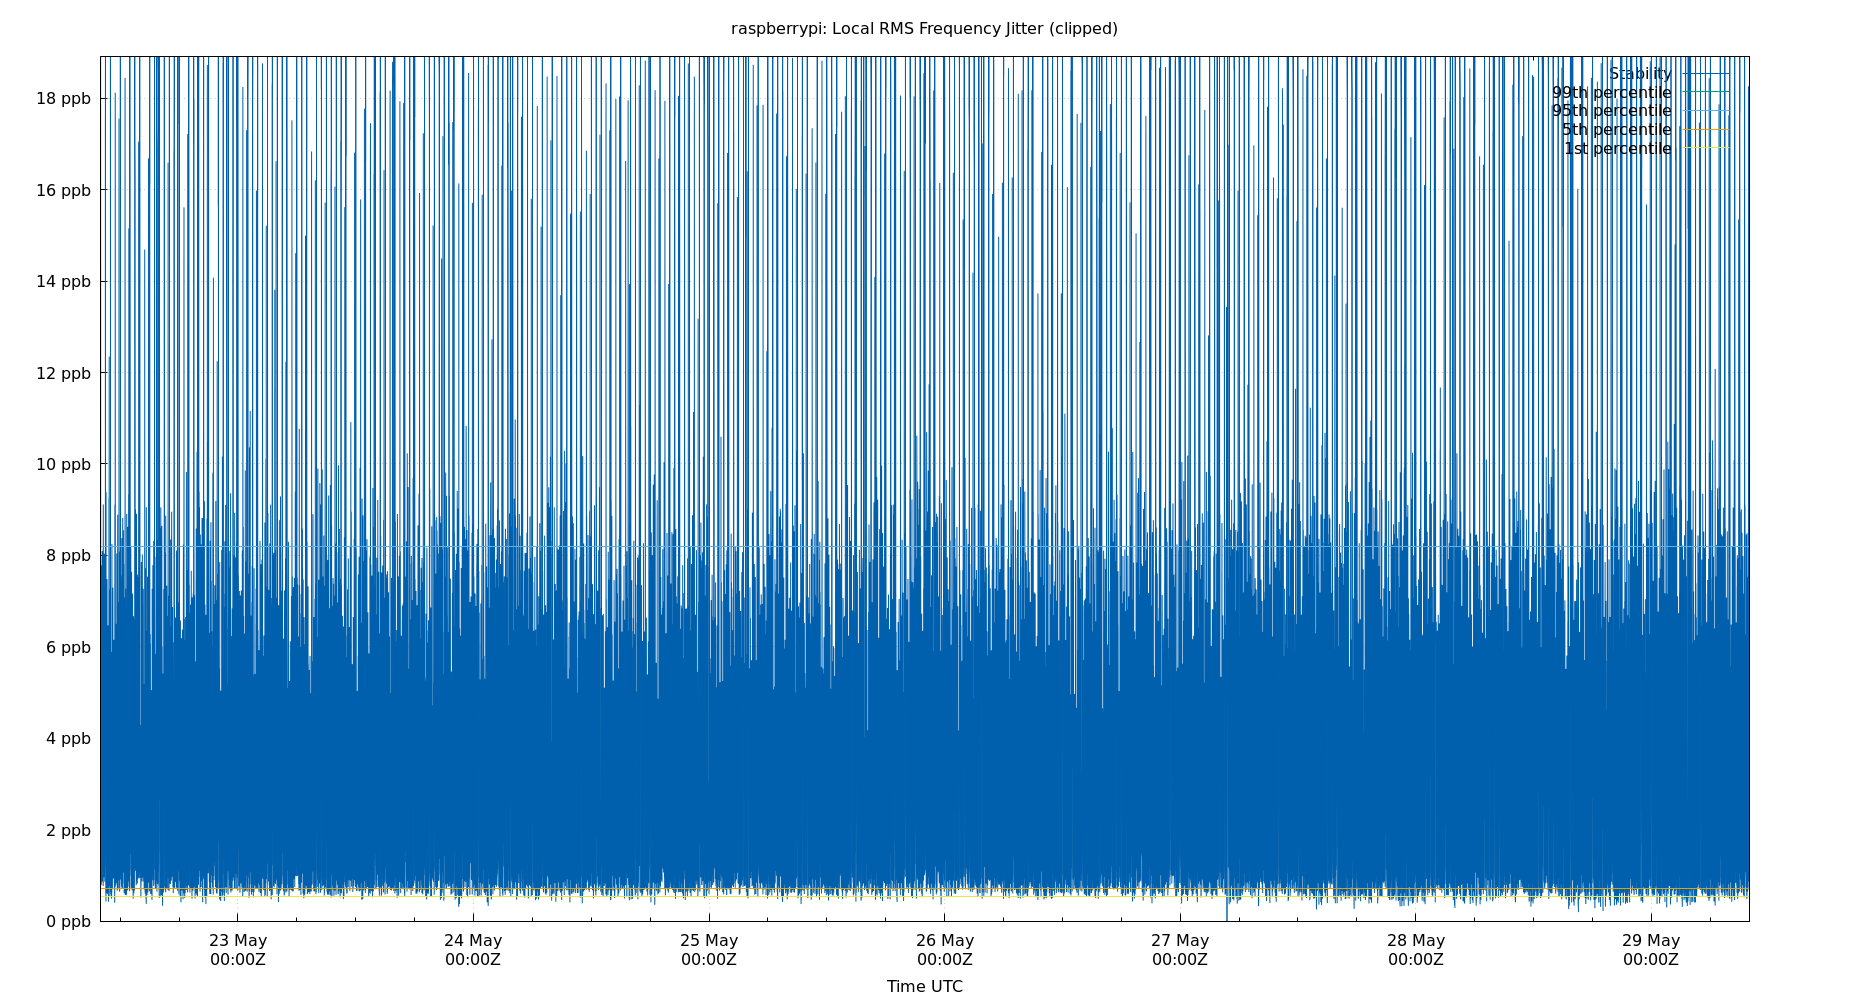 raspberrypi: Local RMS Frequency Jitter (clipped)
Stability
99th percentile
95th percentile
5th percentile
1st percentile
18 ppb
16 ppb
14 ppb
12 ppb
10 ppb
8 ppb
6 ppb
4 ppb
2 ppb
0 ppb
23 May
00:00Z
24 May
00:00Z
25 May
00:00Z
26 May
00:00Z
27 May
00:00Z
28 May
00:00Z
29 May
00:00Z
Time UTC